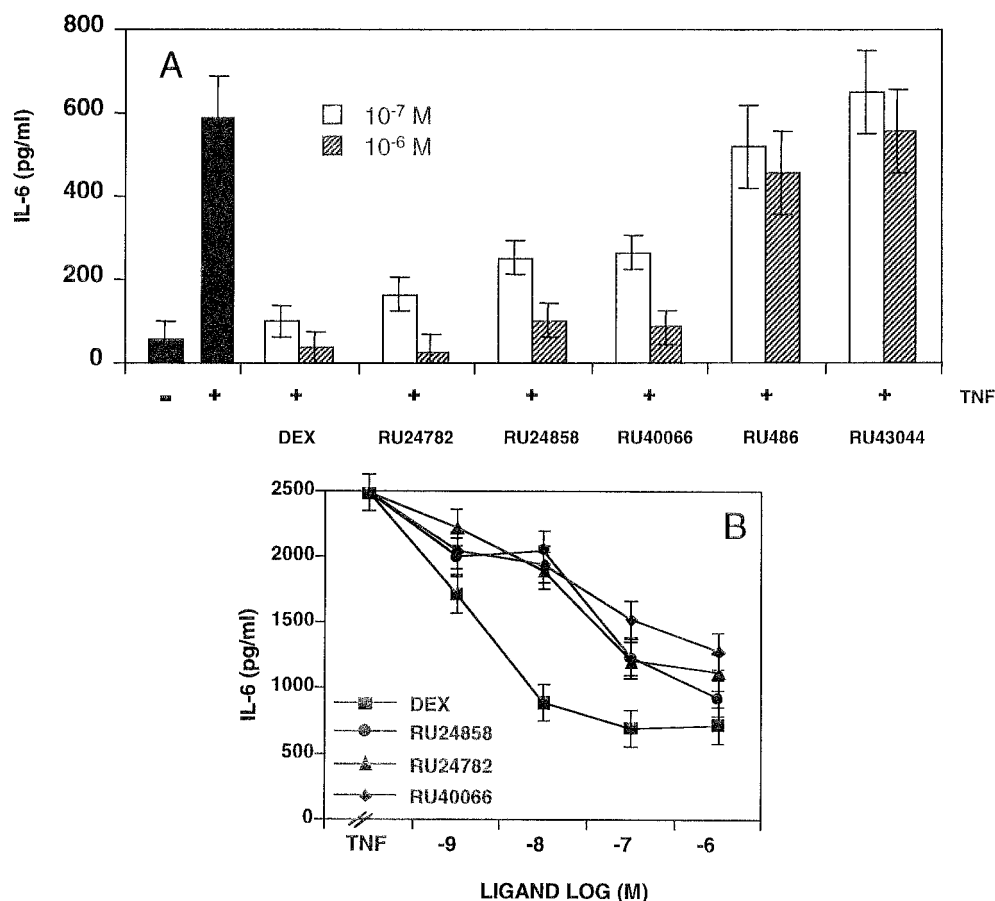 A
800
600
400
200
0
IL-6 (pg/ml)
10⁻⁷ M
10⁻⁶ M
- + + + + + + + TNF
DEX RU24782 RU24858 RU40066 RU486 RU43044
B
2500
2000
1500
1000
500
0
IL-6 (pg/ml)
DEX
RU24858
RU24782
RU40066
TNF -9 -8 -7 -6
LIGAND LOG (M)